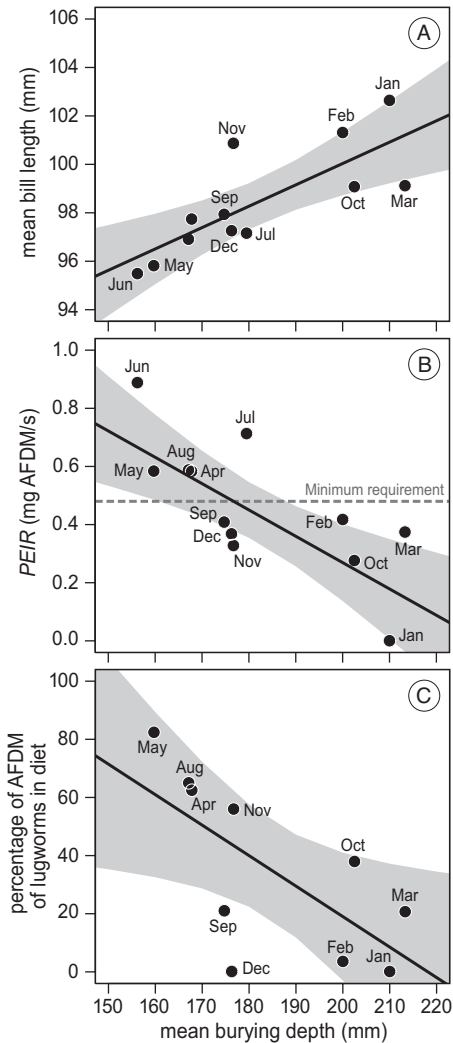 106
A
104
Jan
102
Feb
Nov
mean bill length (mm)
100
Oct
Mar
98
Sep
Dec
Jul
96
May
Jun
94
1.0
B
Jun
0.8
Jul
PEIR (mg AFDM/s)
0.6
Aug
May
Apr
Minimum requirement
0.4
Sep
Feb
Dec
Mar
Nov
Oct
0.2
0.0
Jan
100
C
80
May
percentage of AFDM
of lugworms in diet
Aug
60
Apr
Nov
40
Oct
20
Mar
Sep
Feb
Jan
0
Dec
150 160 170 180 190 200 210 220
mean burying depth (mm)